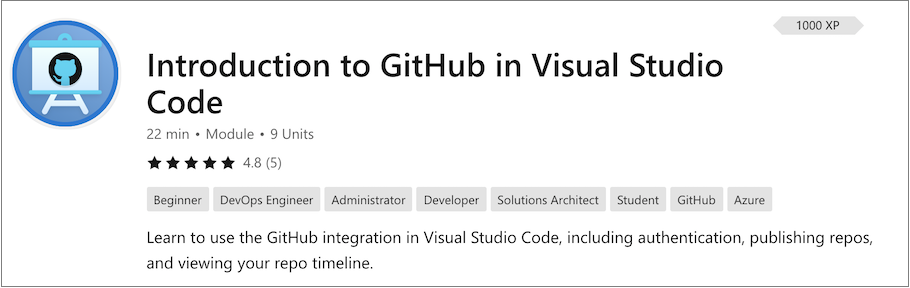 1000 XP
Introduction to GitHub in Visual Studio
Code
22 min • Module • 9 Units
4.8 (5)
Beginner DevOps Engineer Administrator Developer Solutions Architect Student GitHub Azure
Learn to use the GitHub integration in Visual Studio Code, including authentication, publishing repos,
and viewing your repo timeline.